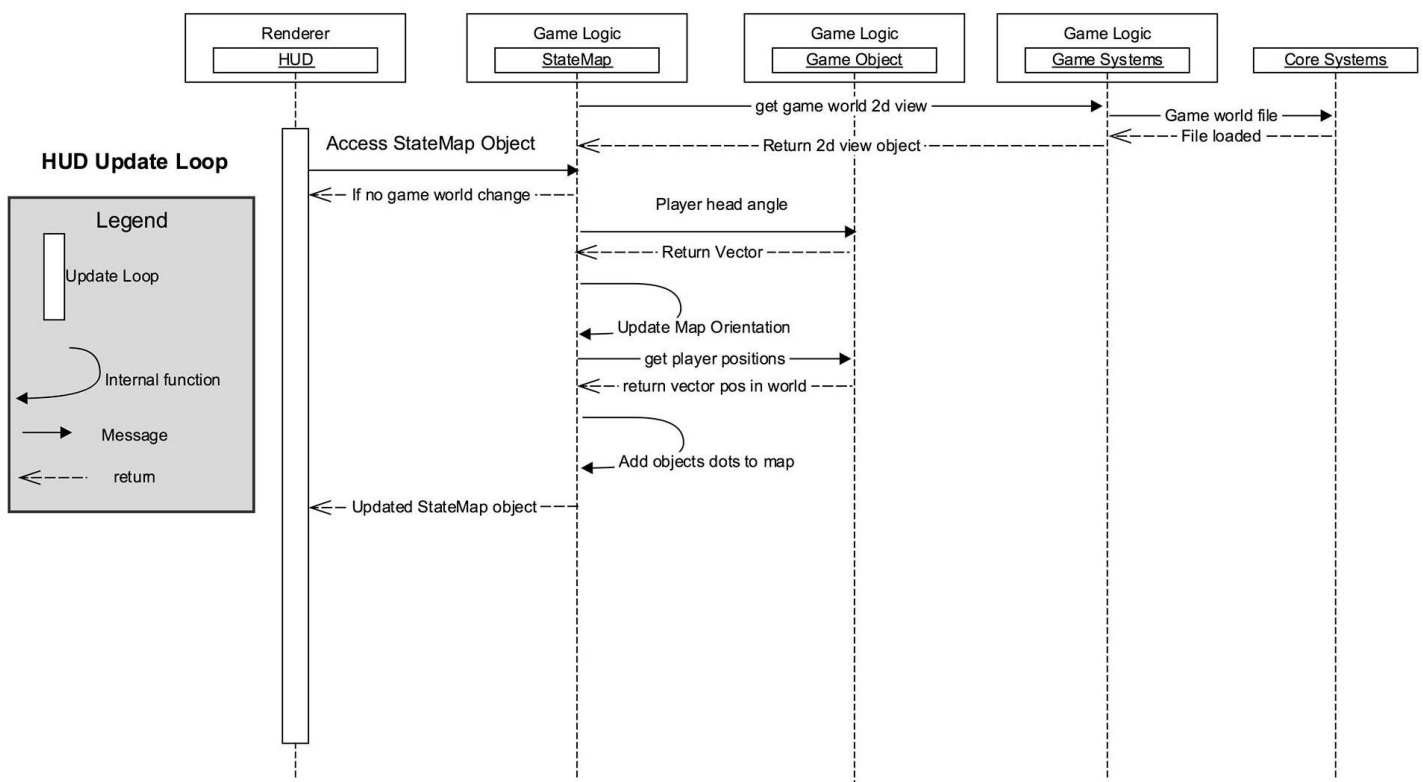 Renderer
HUD
Game Logic
StateMap
Game Logic
Game Object
Game Logic
Game Systems
Core Systems
get game world 2d view
Game world file
File loaded
Return 2d view object
Access StateMap Object
HUD Update Loop
If no game world change
Player head angle
Legend
Return Vector
Update Loop
Update Map Orientation
get player positions
Internal function
return vector pos in world
Message
Add objects dots to map
return
Updated StateMap object